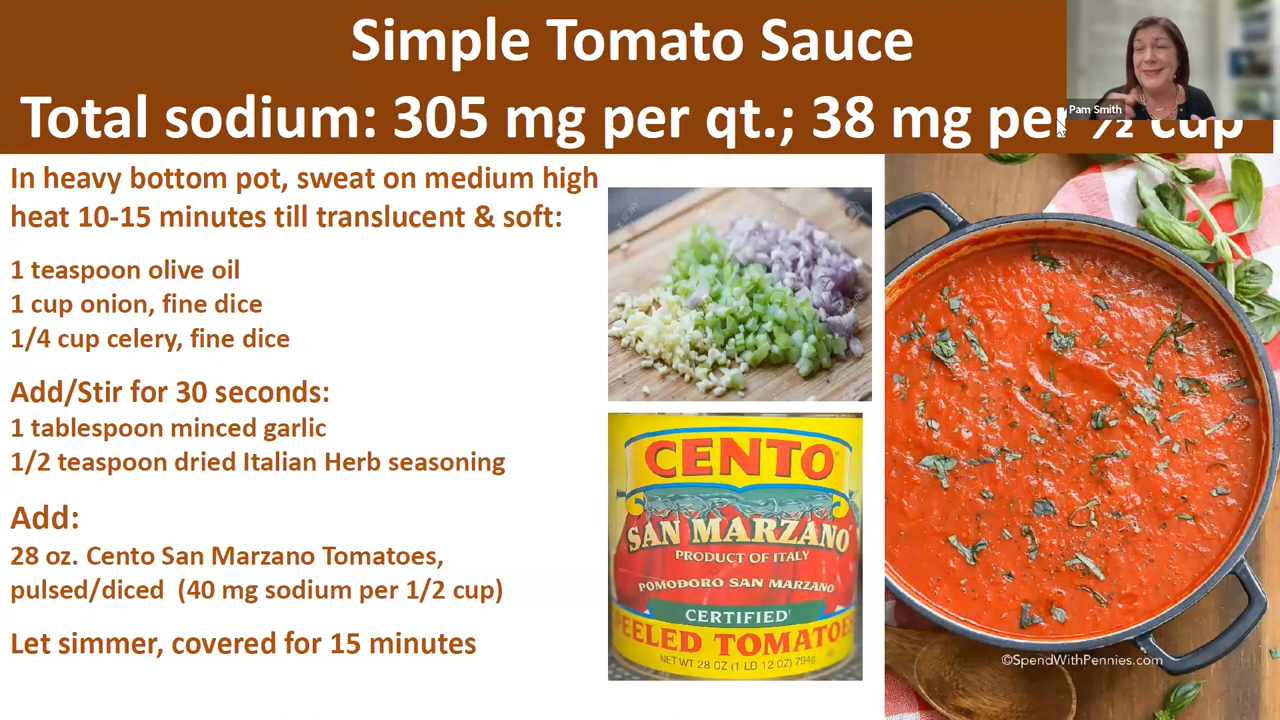 Simple Tomato Sauce
Total sodium: 305 mg per qt.; 38 mg per ½ cup
Pam Smith
In heavy bottom pot, sweat on medium high
heat 10-15 minutes till translucent & soft:
1 teaspoon olive oil
1 cup onion, fine dice
1/4 cup celery, fine dice
Add/Stir for 30 seconds:
1 tablespoon minced garlic
1/2 teaspoon dried Italian Herb seasoning
Add:
28 oz. Cento San Marzano Tomatoes,
pulsed/diced (40 mg sodium per 1/2 cup)
Let simmer, covered for 15 minutes
CENTO
SAN MARZANO
PRODUCT OF ITALY
POMODORO SAN MARZANO
CERTIFIED
PEELED TOMATOES
NET WT 28 OZ (1 LB 12 OZ) 794g
©SpendWithPennies.com